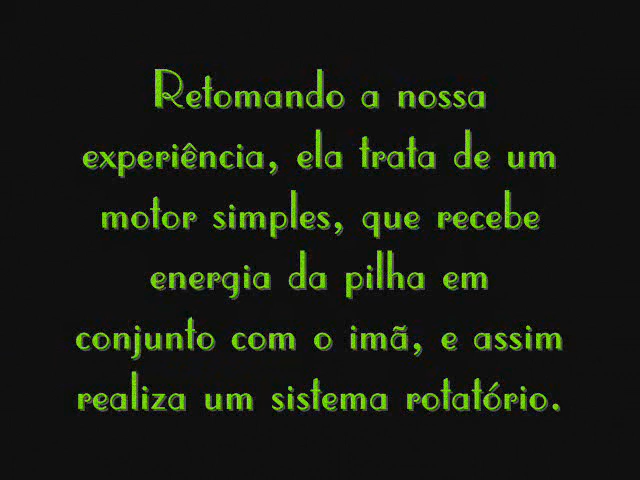 Retomando a nossa
experiência, ela trata de um
motor simples, que recebe
energia da pilha em
conjunto com o imã, e assim
realiza um sistema rotatório.